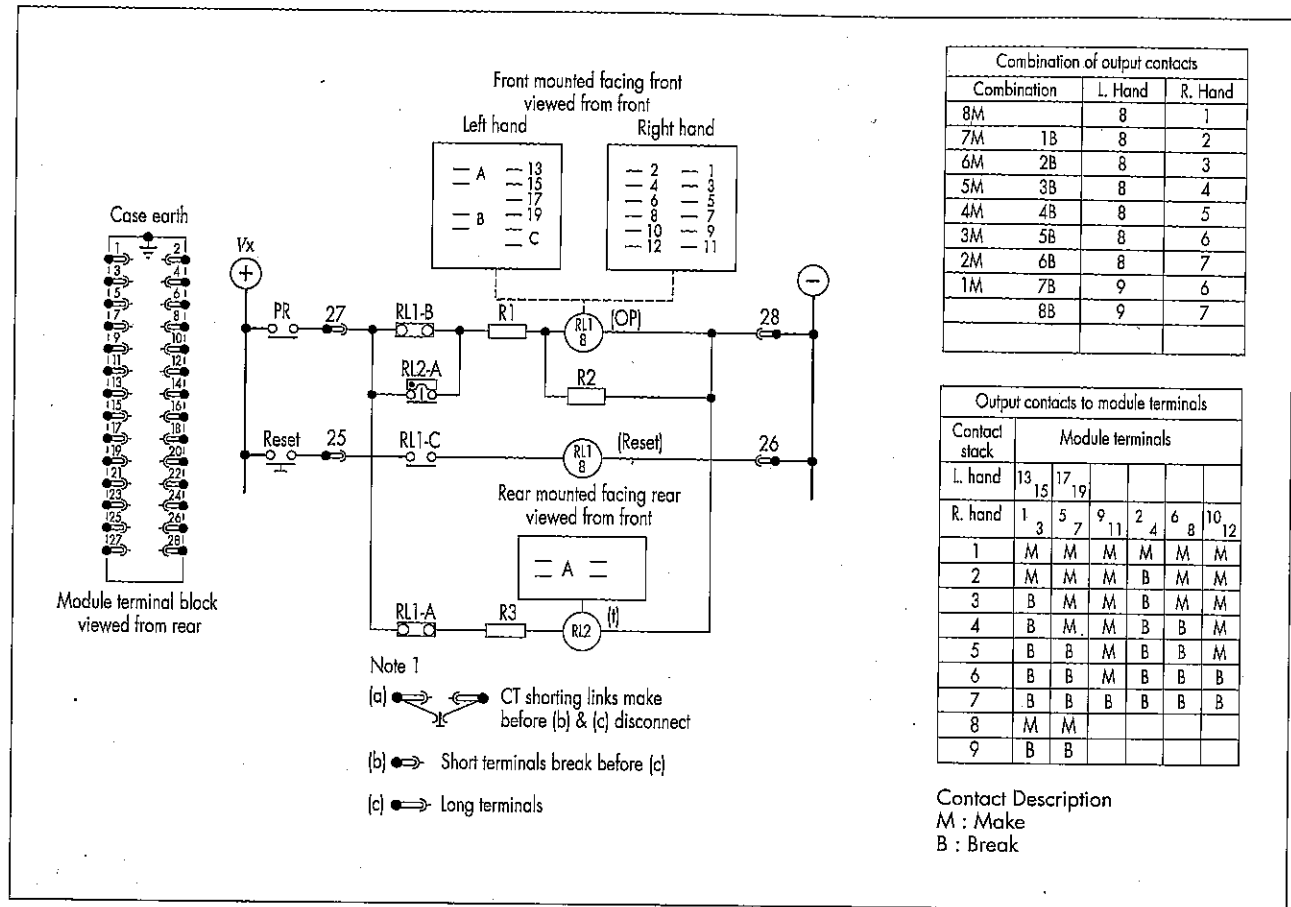 Front mounted facing front
viewed from front
Left hand
Right hand
A
13
15
17
B
19
C
2 1
4 3
6 5
8 7
10 9
12 11
Case earth
1 2
3 4
5 6
7 8
9 10
11 12
13 14
15 16
17 18
19 20
21 22
23 24
25 26
27 28
Module terminal block
viewed from rear
Vx
+
−
PR
27
RL1-B
R1
RL1
8
(OP)
28
RL2-A
R2
Reset
25
RL1-C
RL1
8
(Reset)
26
Rear mounted facing rear
viewed from front
A
RL1-A
R3
RL2
(t)
Note 1
(a) CT shorting links make
before (b) & (c) disconnect
(b) Short terminals break before (c)
(c) Long terminals
Combination of output contacts
Combination L. Hand R. Hand
8M 8 1
7M 1B 8 2
6M 2B 8 3
5M 3B 8 4
4M 4B 8 5
3M 5B 8 6
2M 6B 8 7
1M 7B 9 6
8B 9 7
Output contacts to module terminals
Contact
stack
Module terminals
L. hand 13 15 17 19
R. hand 1 3 5 7 9 11 2 4 6 8 10 12
1 M M M M M M
2 M M M B M M
3 B M M B M M
4 B M M B B M
5 B B M B B M
6 B B M B B B
7 B B B B B B
8 M M
9 B B
Contact Description
M : Make
B : Break